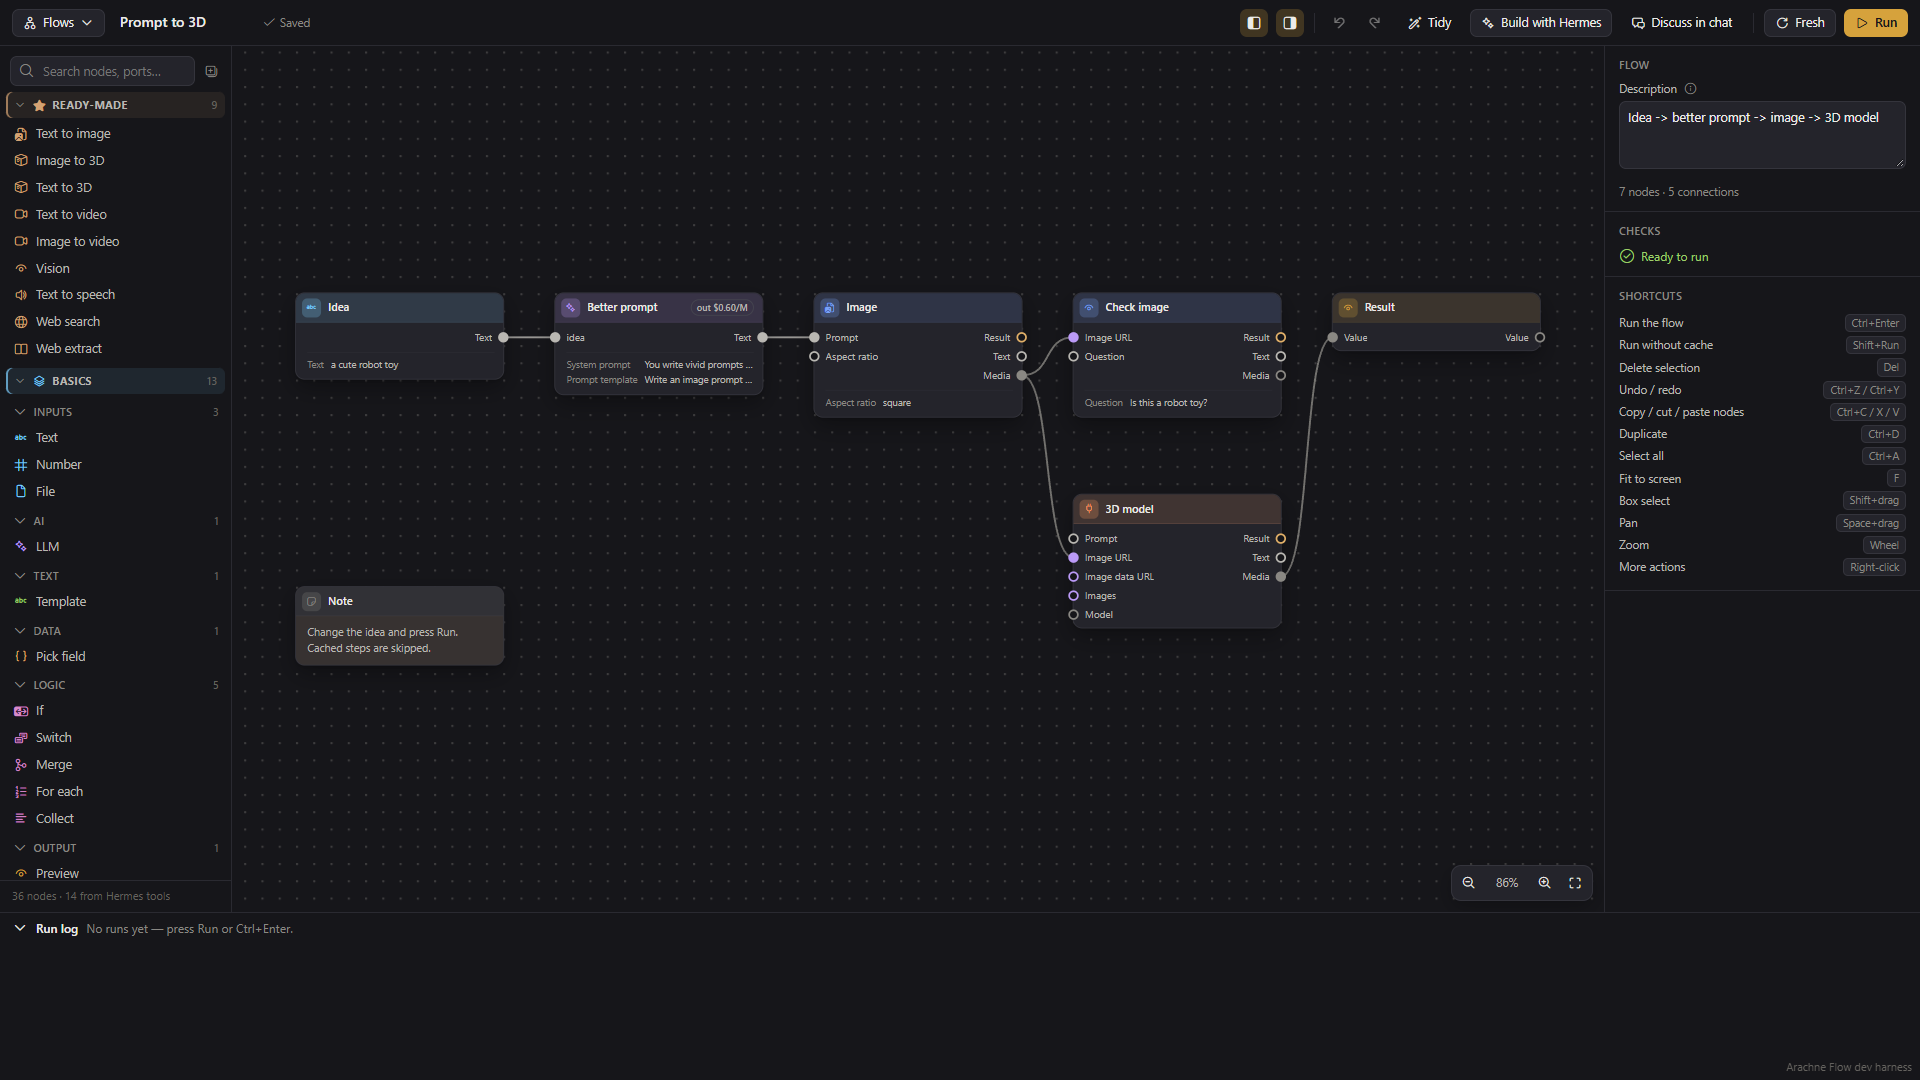 Flows
Prompt to 3D
Saved
Tidy
Build with Hermes
Discuss in chat
Fresh
Run
Search nodes, ports...
READY-MADE 9
Text to image
Image to 3D
Text to 3D
Text to video
Image to video
Vision
Text to speech
Web search
Web extract
BASICS 13
INPUTS 3
abc Text
Number
File
AI 1
LLM
TEXT 1
abc Template
DATA 1
Pick field
LOGIC 5
If
Switch
Merge
For each
Collect
OUTPUT 1
Preview
36 nodes · 14 from Hermes tools
abc Idea
Text
Text a cute robot toy
Better prompt out $0.60/M
idea Text
System prompt You write vivid prompts ...
Prompt template Write an image prompt ...
Image
Prompt Result
Aspect ratio Text
Media
Aspect ratio square
Check image
Image URL Result
Question Text
Media
Question Is this a robot toy?
Result
Value Value
3D model
Prompt Result
Image URL Text
Image data URL Media
Images
Model
Note
Change the idea and press Run.
Cached steps are skipped.
86%
FLOW
Description
Idea -> better prompt -> image -> 3D model
7 nodes · 5 connections
CHECKS
Ready to run
SHORTCUTS
Run the flow Ctrl+Enter
Run without cache Shift+Run
Delete selection Del
Undo / redo Ctrl+Z / Ctrl+Y
Copy / cut / paste nodes Ctrl+C / X / V
Duplicate Ctrl+D
Select all Ctrl+A
Fit to screen F
Box select Shift+drag
Pan Space+drag
Zoom Wheel
More actions Right-click
Run log No runs yet — press Run or Ctrl+Enter.
Arachne Flow dev harness